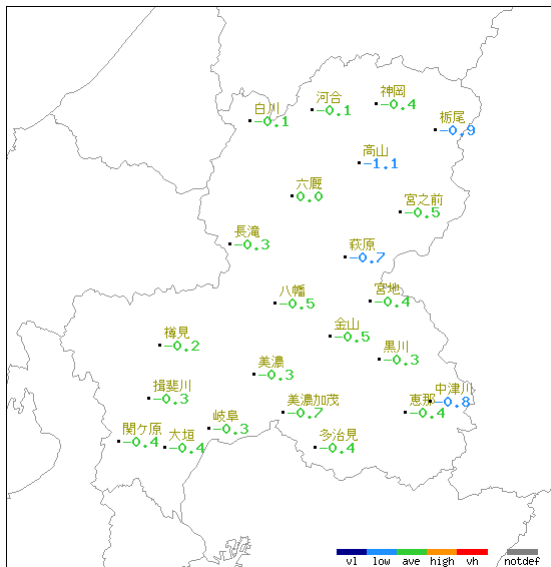 神岡
-0.4
河合
-0.1
白川
-0.1
栃尾
-0.9
高山
-1.1
六厩
0.0
宮之前
-0.5
長滝
-0.3
萩原
-0.7
八幡
-0.5
宮地
-0.4
金山
-0.5
樽見
-0.2
黒川
-0.3
美濃
-0.3
揖斐川
-0.3
中津川
-0.8
美濃加茂
-0.7
恵那
-0.4
岐阜
-0.3
関ケ原
-0.4
大垣
-0.4
多治見
-0.4
vl low ave high vh notdef